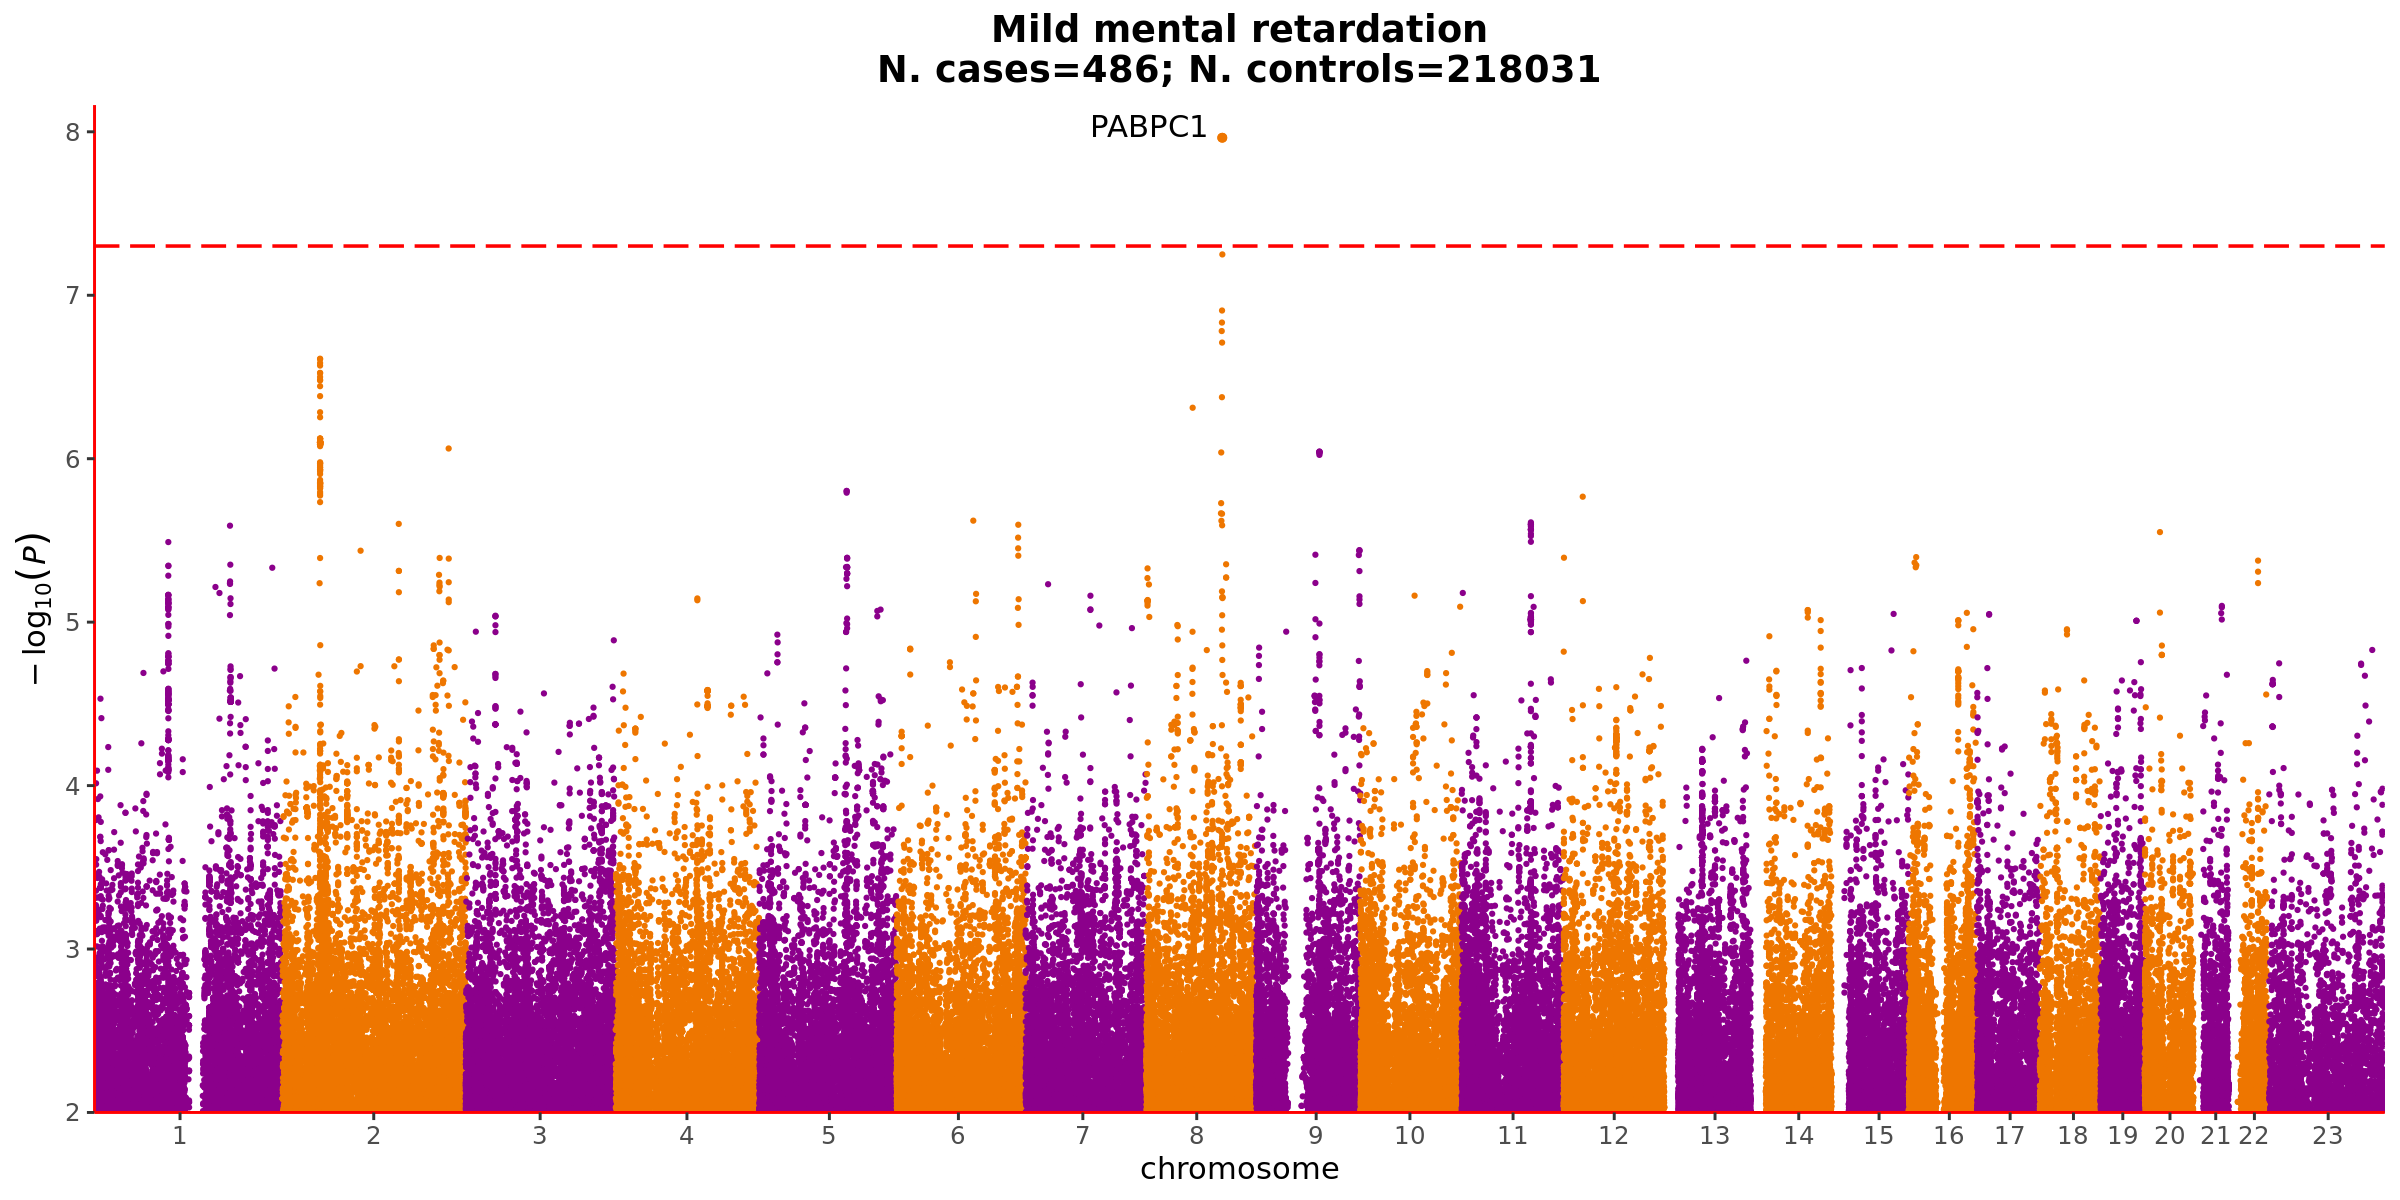 Mild mental retardation
N. cases=486; N. controls=218031
PABPC1
8
7
6
5
4
3
2
−log10(P)
1 2 3 4 5 6 7 8 9 10 11 12 13 14 15 16 17 18 19 20 21 22 23
chromosome